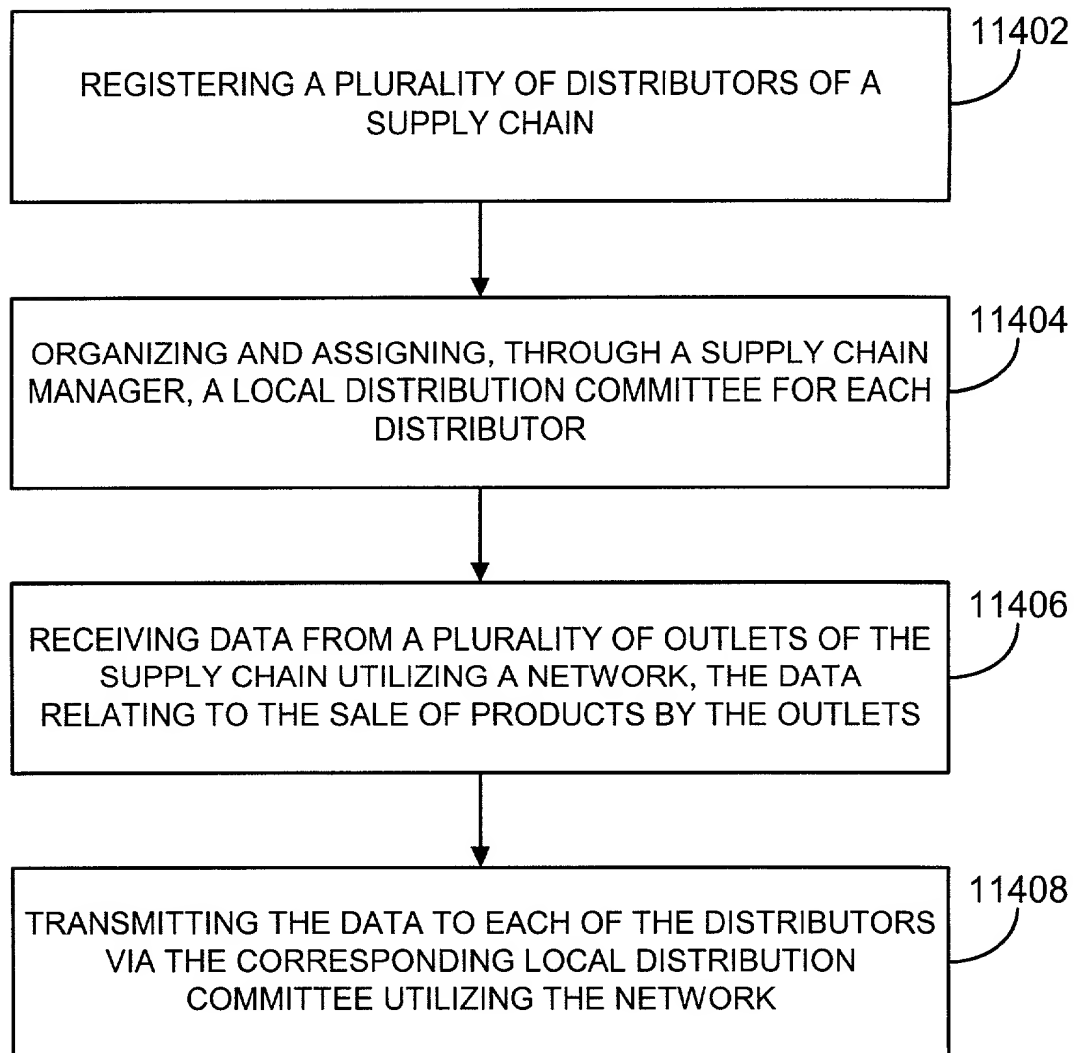 11402
REGISTERING A PLURALITY OF DISTRIBUTORS OF A
SUPPLY CHAIN
11404
ORGANIZING AND ASSIGNING, THROUGH A SUPPLY CHAIN
MANAGER, A LOCAL DISTRIBUTION COMMITTEE FOR EACH
DISTRIBUTOR
11406
RECEIVING DATA FROM A PLURALITY OF OUTLETS OF THE
SUPPLY CHAIN UTILIZING A NETWORK, THE DATA
RELATING TO THE SALE OF PRODUCTS BY THE OUTLETS
11408
TRANSMITTING THE DATA TO EACH OF THE DISTRIBUTORS
VIA THE CORRESPONDING LOCAL DISTRIBUTION
COMMITTEE UTILIZING THE NETWORK